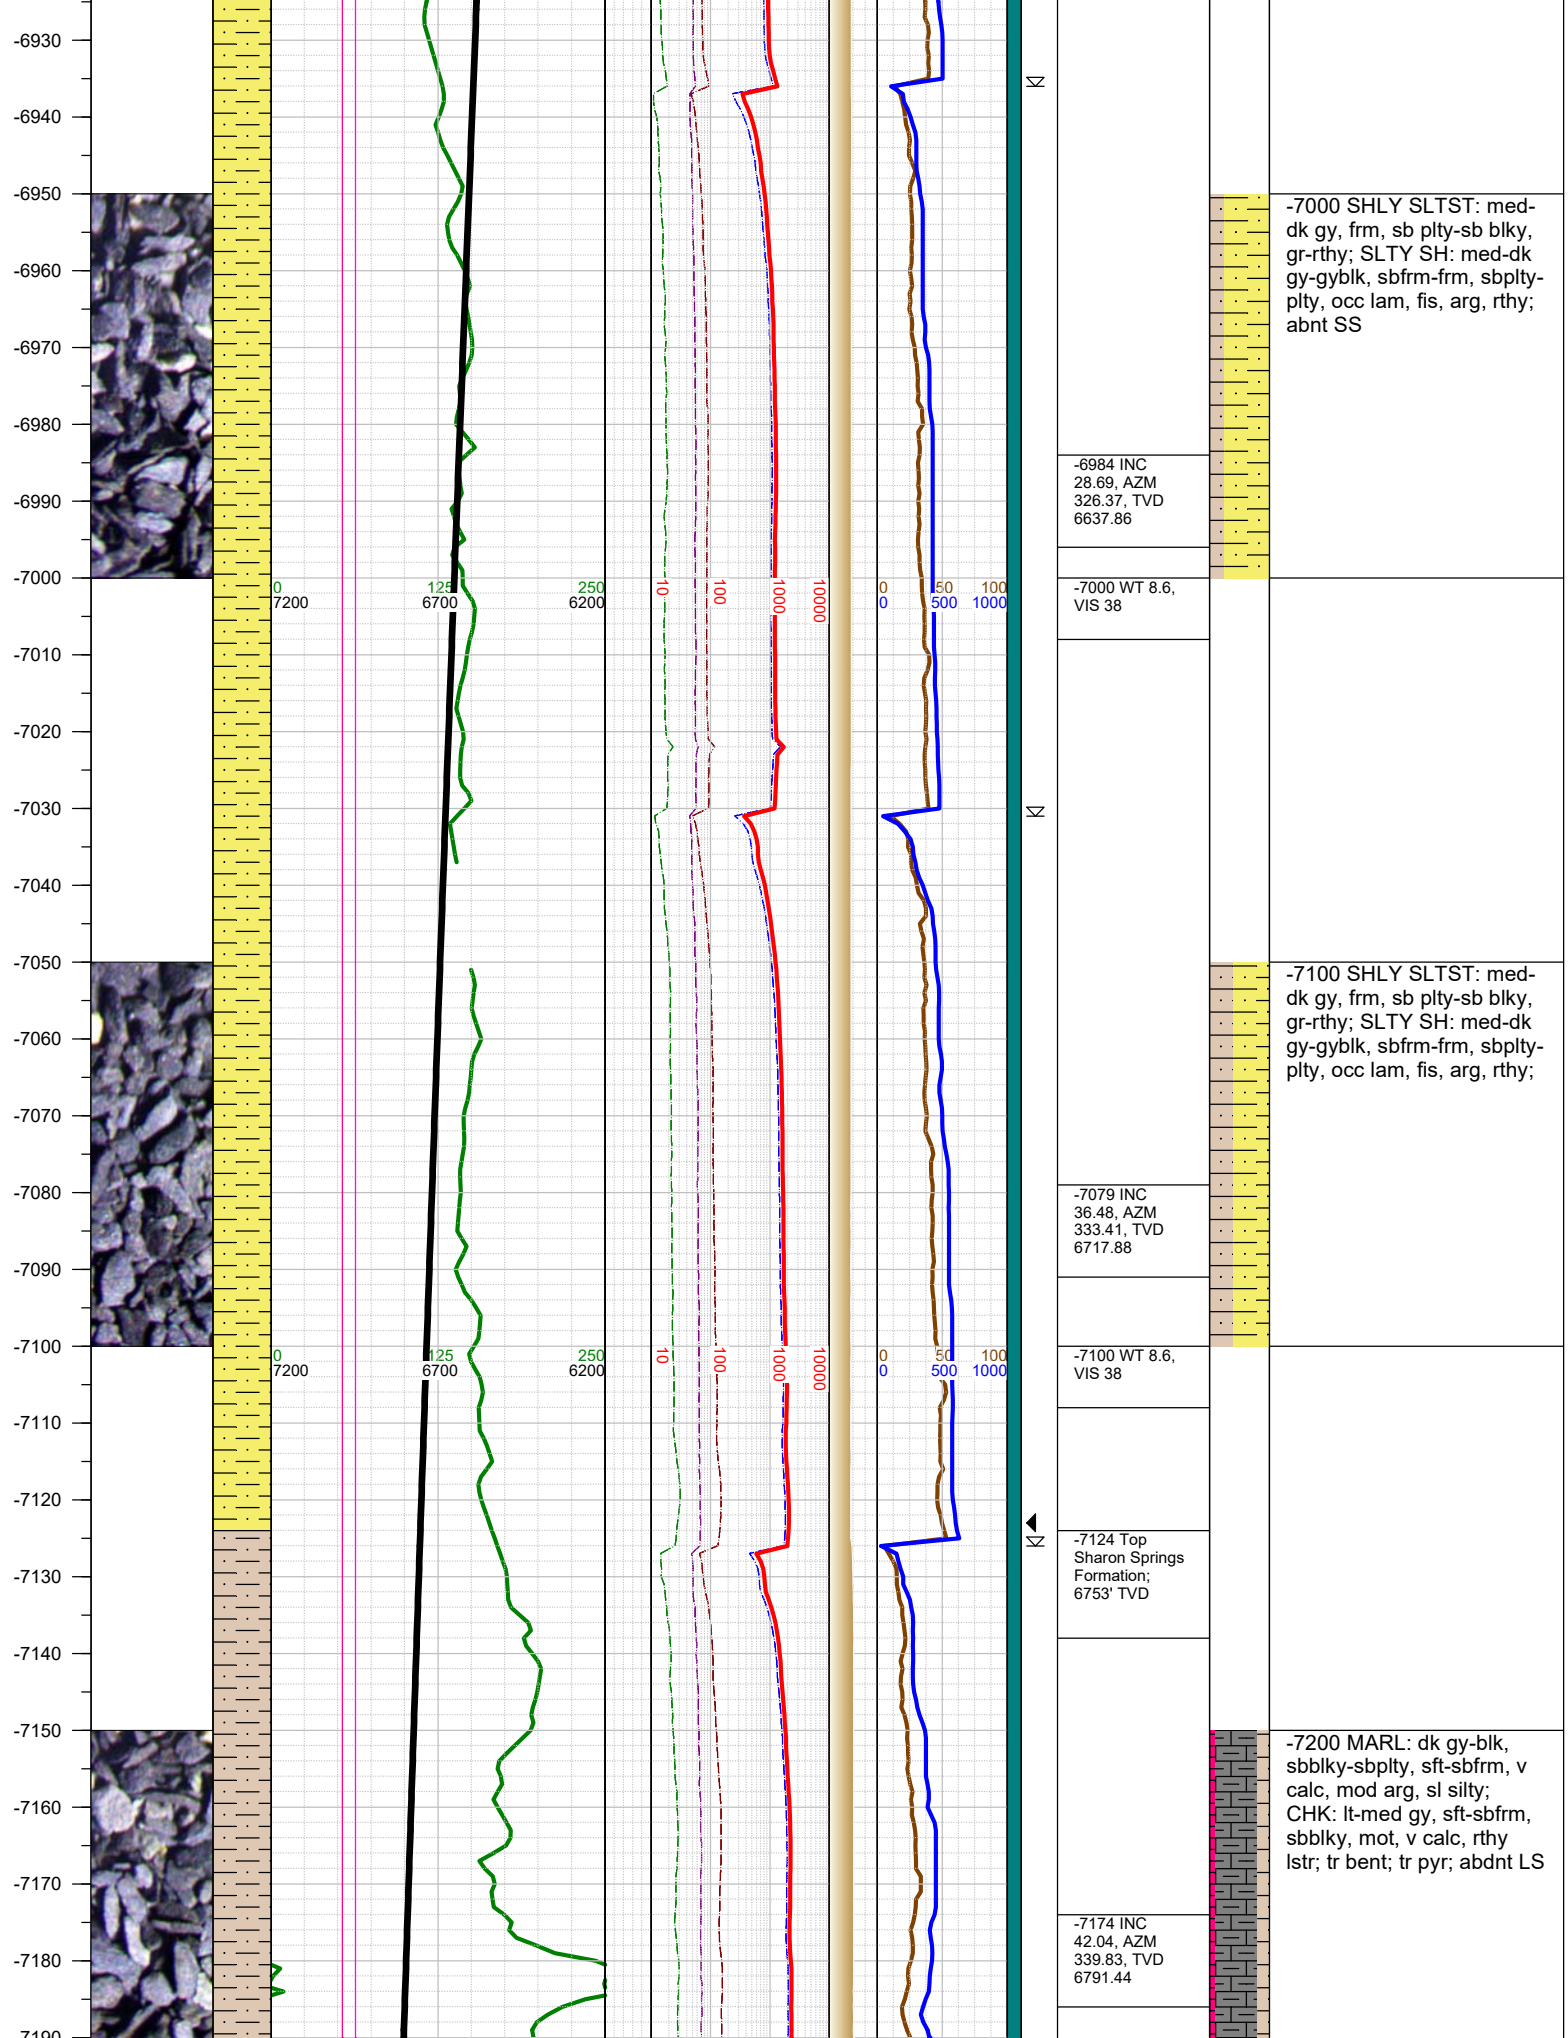 -6930
-6940
-6950
-6960
-6970
-6980
-6990
-7000
-7010
-7020
-7030
-7040
-7050
-7060
-7070
-7080
-7090
-7100
-7110
-7120
-7130
-7140
-7150
-7160
-7170
-7180
-7190
0 125 250
7200 6700 6200
10 100 1000 10000
0 50 100
0 500 1000
0 125 250
7200 6700 6200
10 100 1000 10000
0 50 100
0 500 1000
-6984 INC
28.69, AZM
326.37, TVD
6637.86
-7000 WT 8.6,
VIS 38
-7079 INC
36.48, AZM
333.41, TVD
6717.88
-7100 WT 8.6,
VIS 38
-7124 Top
Sharon Springs
Formation;
6753' TVD
-7174 INC
42.04, AZM
339.83, TVD
6791.44
-7000 SHLY SLTST: med-
dk gy, frm, sb plty-sb blky,
gr-rthy; SLTY SH: med-dk
gy-gyblk, sbfrm-frm, sbplty-
plty, occ lam, fis, arg, rthy;
abnt SS
-7100 SHLY SLTST: med-
dk gy, frm, sb plty-sb blky,
gr-rthy; SLTY SH: med-dk
gy-gyblk, sbfrm-frm, sbplty-
plty, occ lam, fis, arg, rthy;
-7200 MARL: dk gy-blk,
sbblky-sbplty, sft-sbfrm, v
calc, mod arg, sl silty;
CHK: lt-med gy, sft-sbfrm,
sbblky, mot, v calc, rthy
lstr; tr bent; tr pyr; abdnt LS